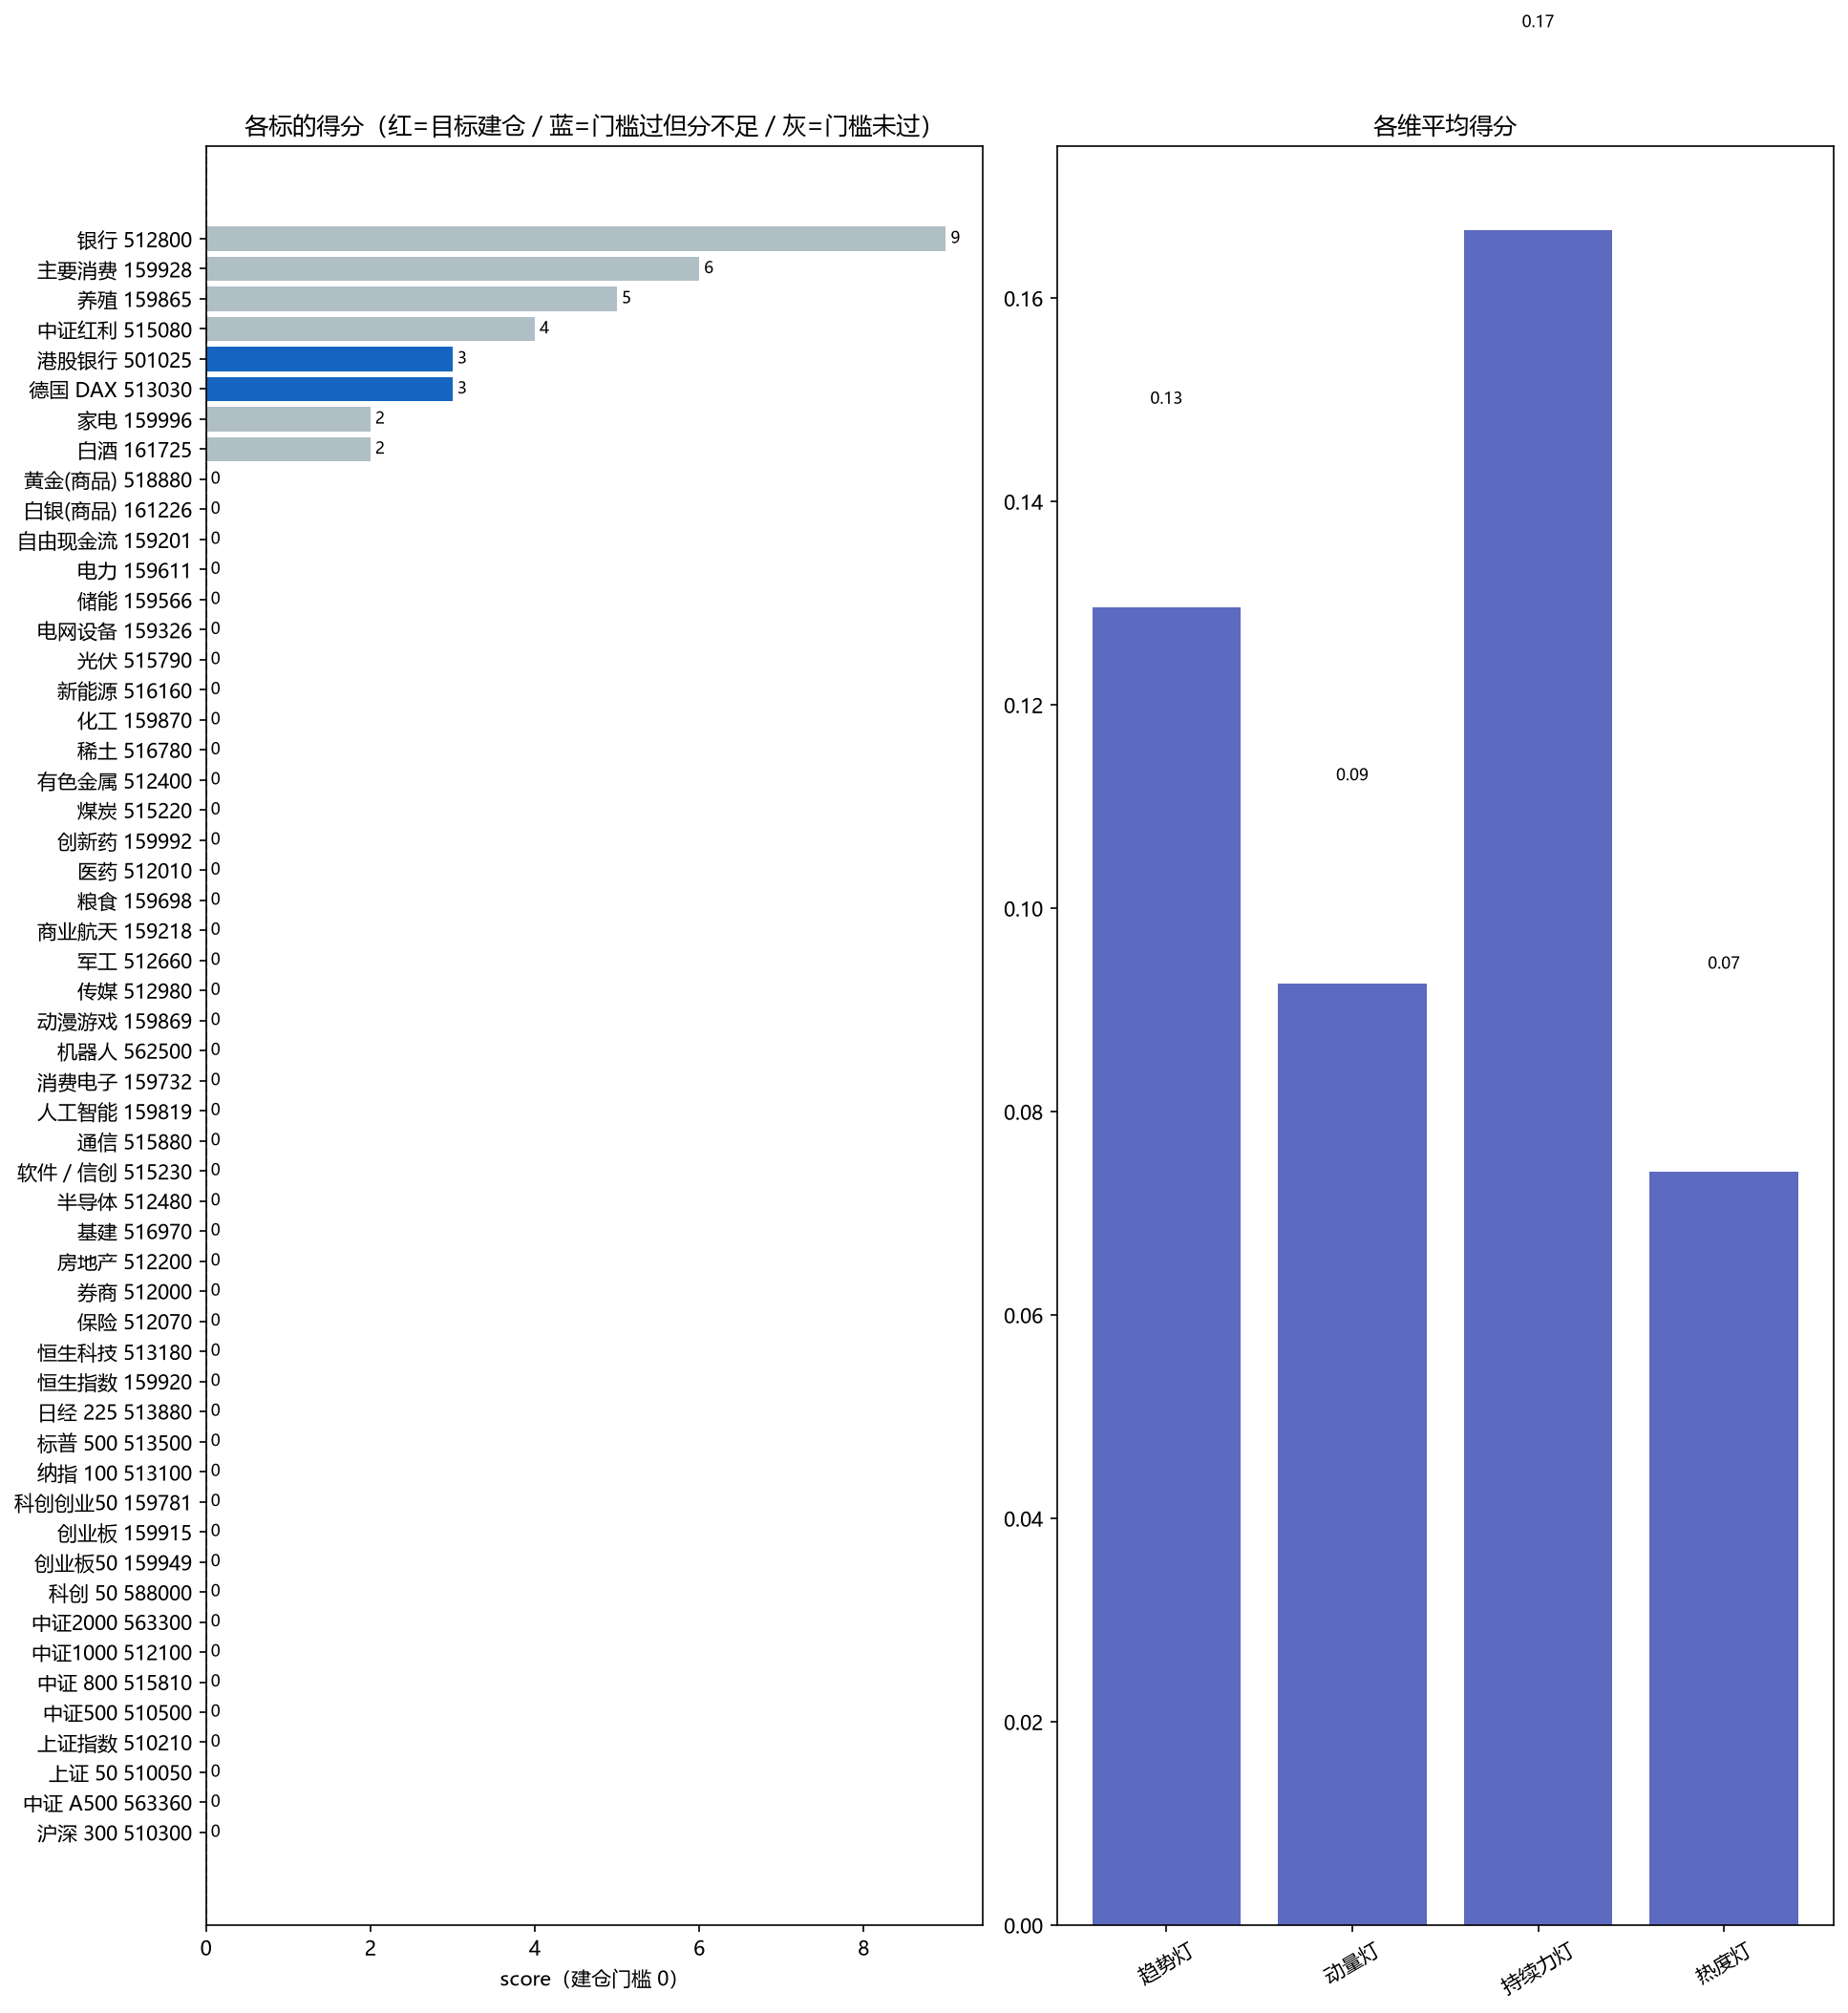 0.17
各标的得分（红=目标建仓 / 蓝=门槛过但分不足 / 灰=门槛未过）
银行 512800 9
主要消费 159928 6
养殖 159865 5
中证红利 515080 4
港股银行 501025 3
德国 DAX 513030 3
家电 159996 2
白酒 161725 2
黄金(商品) 518880 0
白银(商品) 161226 0
自由现金流 159201 0
电力 159611 0
储能 159566 0
电网设备 159326 0
光伏 515790 0
新能源 516160 0
化工 159870 0
稀土 516780 0
有色金属 512400 0
煤炭 515220 0
创新药 159992 0
医药 512010 0
粮食 159698 0
商业航天 159218 0
军工 512660 0
传媒 512980 0
动漫游戏 159869 0
机器人 562500 0
消费电子 159732 0
人工智能 159819 0
通信 515880 0
软件 / 信创 515230 0
半导体 512480 0
基建 516970 0
房地产 512200 0
券商 512000 0
保险 512070 0
恒生科技 513180 0
恒生指数 159920 0
日经 225 513880 0
标普 500 513500 0
纳指 100 513100 0
科创创业50 159781 0
创业板 159915 0
创业板50 159949 0
科创 50 588000 0
中证2000 563300 0
中证1000 512100 0
中证 800 515810 0
中证500 510500 0
上证指数 510210 0
上证 50 510050 0
中证 A500 563360 0
沪深 300 510300 0
0 2 4 6 8
score（建仓门槛 0）
各维平均得分
0.16
0.14
0.12
0.10
0.08
0.06
0.04
0.02
0.00
0.13
0.09
0.07
趋势灯 动量灯 持续力灯 热度灯